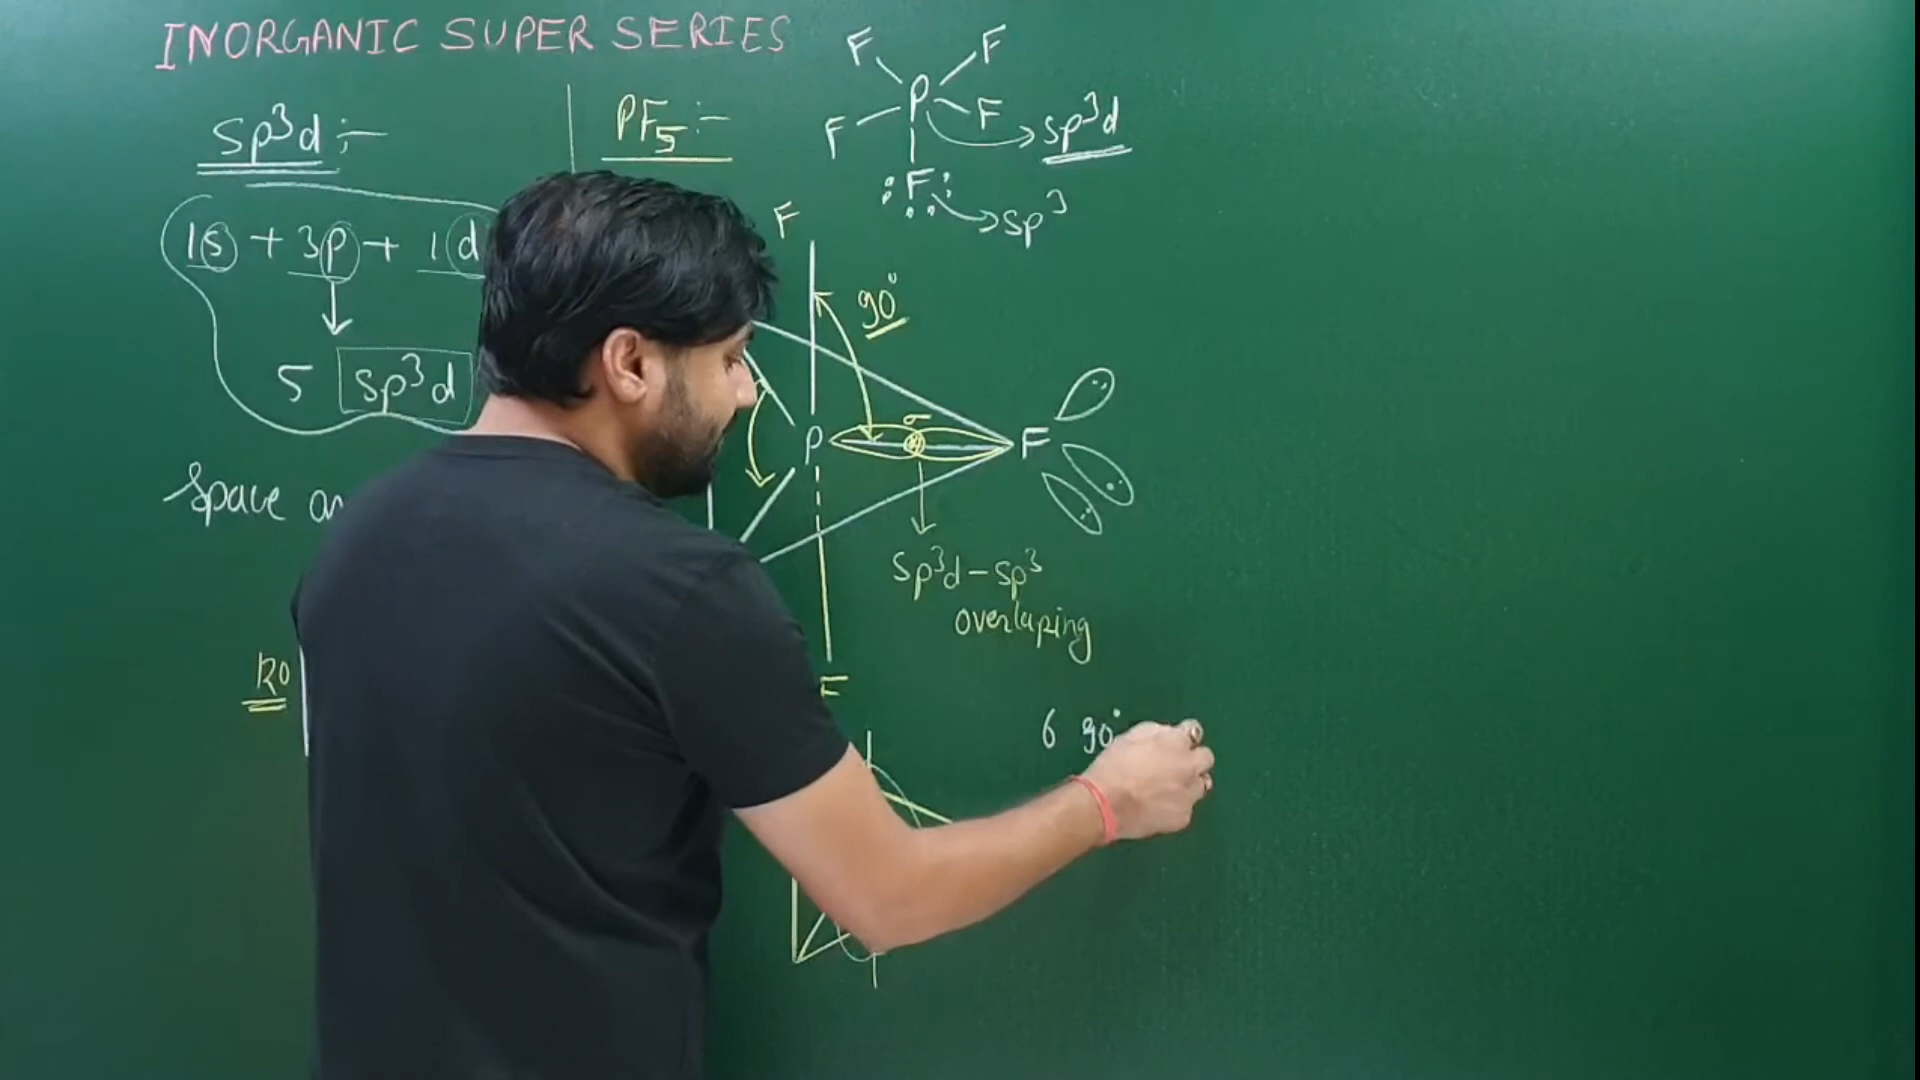 INORGANIC SUPER SERIES
sp³d :-
1s + 3p + 1d
5 sp³d
Space
120
PF₅ :-
F F
P
F F
sp³d
:F:
sp³
F
90°
σ
P F
sp³d-sp³
overlaping
F
6 90°